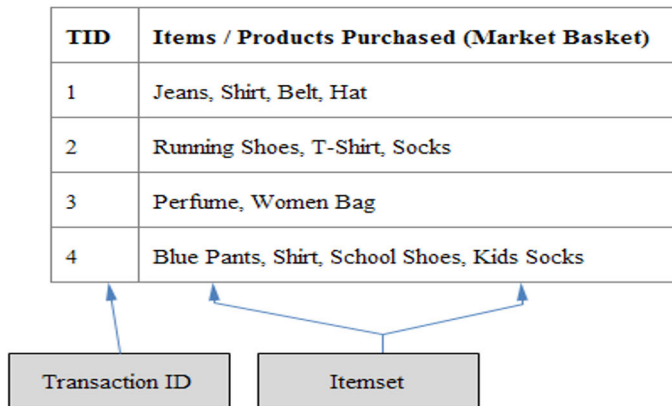 TID Items / Products Purchased (Market Basket)
1 Jeans, Shirt, Belt, Hat
2 Running Shoes, T-Shirt, Socks
3 Perfume, Women Bag
4 Blue Pants, Shirt, School Shoes, Kids Socks
Transaction ID Itemset